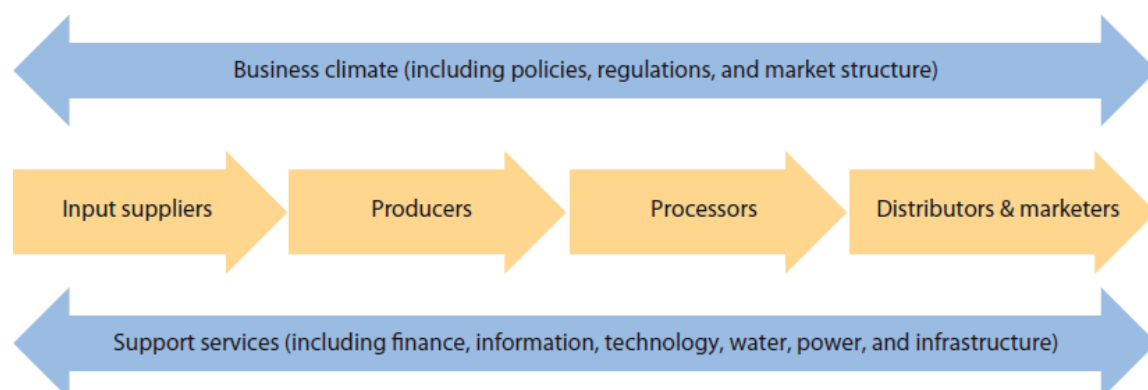 Business climate (including policies, regulations, and market structure)
Input suppliers
Producers
Processors
Distributors & marketers
Support services (including finance, information, technology, water, power, and infrastructure)